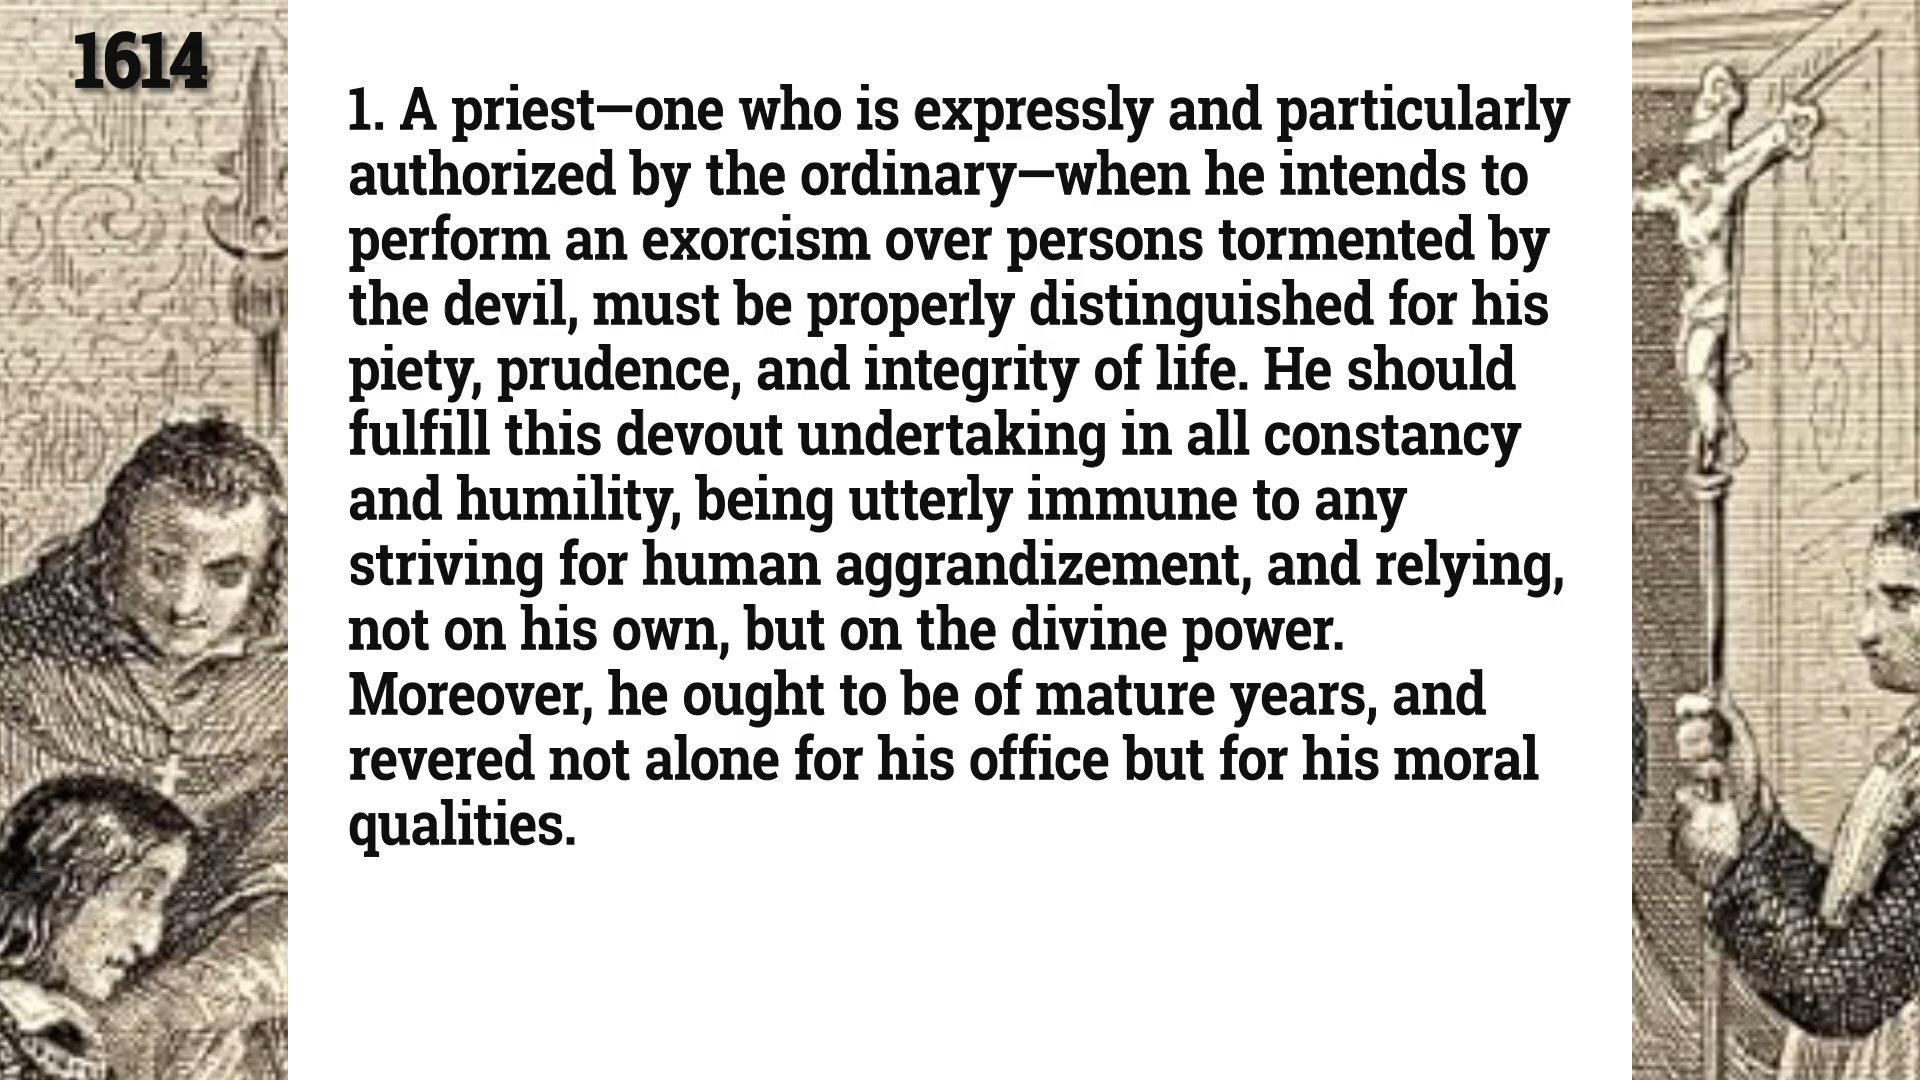 1614
1. A priest—one who is expressly and particularly
authorized by the ordinary—when he intends to
perform an exorcism over persons tormented by
the devil, must be properly distinguished for his
piety, prudence, and integrity of life. He should
fulfill this devout undertaking in all constancy
and humility, being utterly immune to any
striving for human aggrandizement, and relying,
not on his own, but on the divine power.
Moreover, he ought to be of mature years, and
revered not alone for his office but for his moral
qualities.